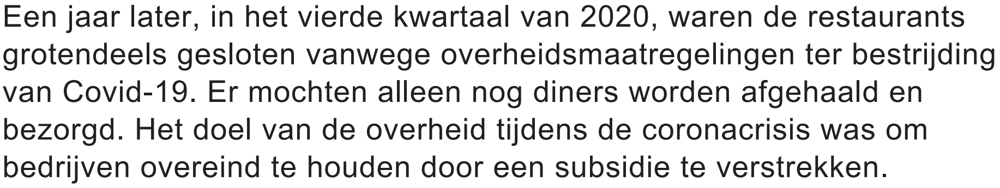 Een jaar later, in het vierde kwartaal van 2020, waren de restaurants
grotendeels gesloten vanwege overheidsmaatregelingen ter bestrijding
van Covid-19. Er mochten alleen nog diners worden afgehaald en
bezorgd. Het doel van de overheid tijdens de coronacrisis was om
bedrijven overeind te houden door een subsidie te verstrekken.